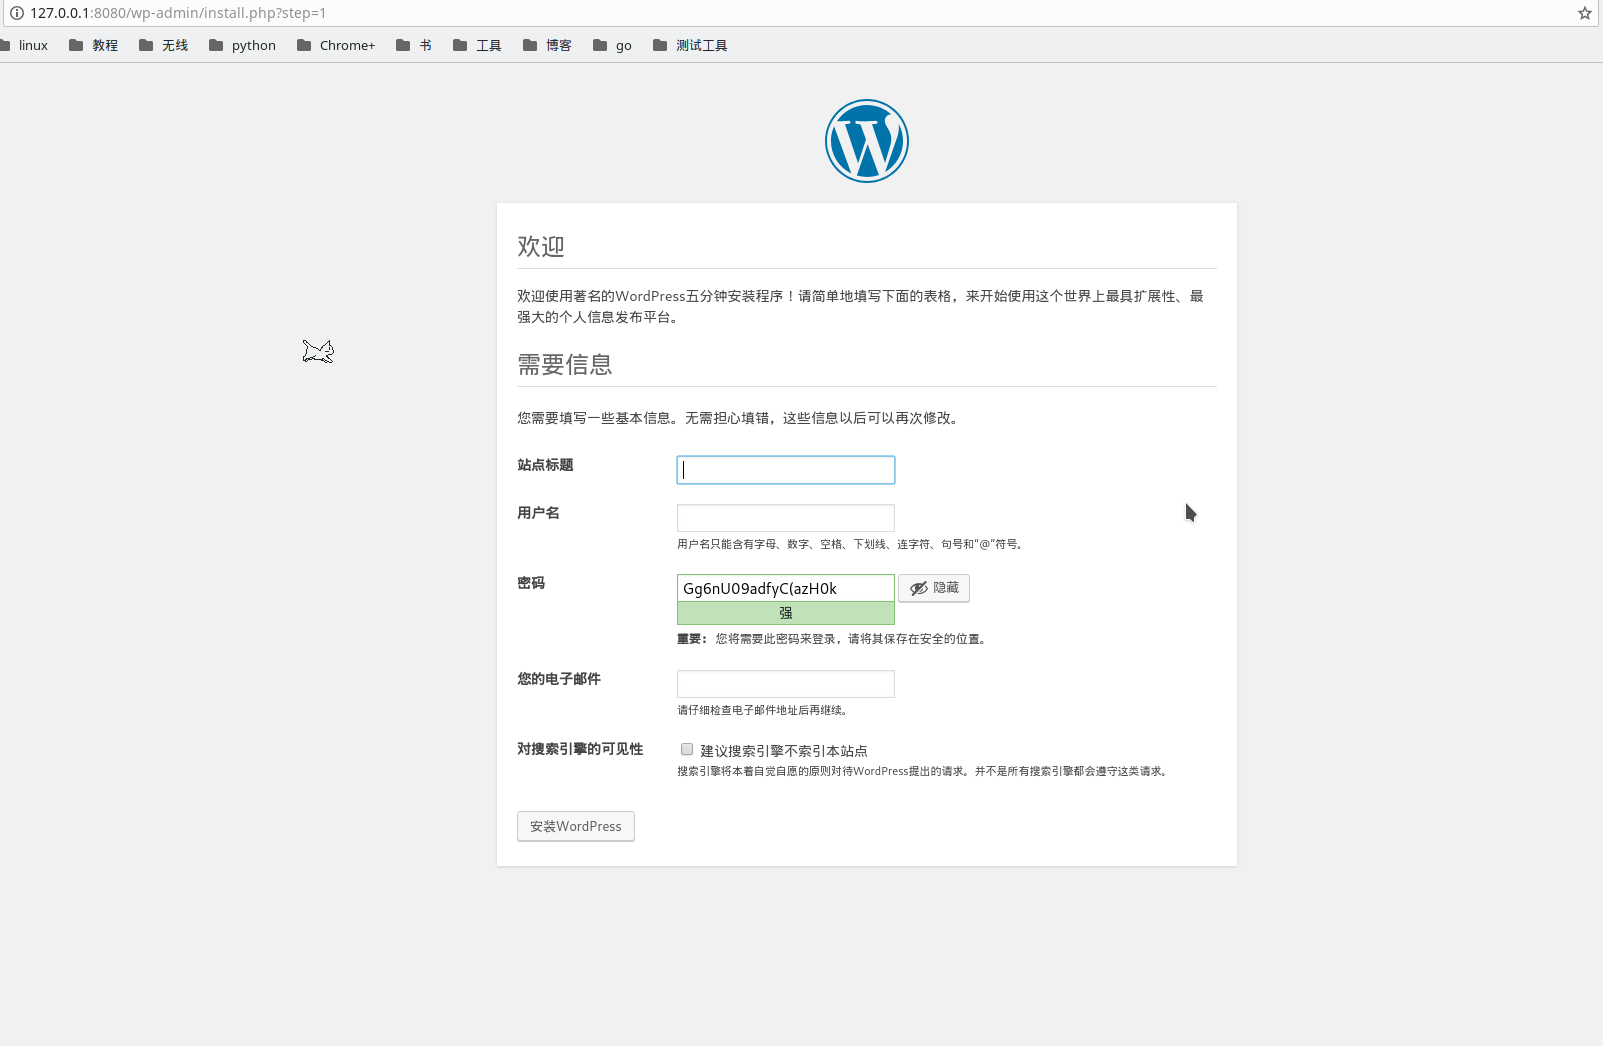 127.0.0.1:8080/wp-admin/install.php?step=1
linux 教程 无线 python Chrome+ 书 工具 博客 go 测试工具
欢迎
欢迎使用著名的WordPress五分钟安装程序！请简单地填写下面的表格，来开始使用这个世界上最具扩展性、最
强大的个人信息发布平台。
需要信息
您需要填写一些基本信息。无需担心填错，这些信息以后可以再次修改。
站点标题
用户名
用户名只能含有字母、数字、空格、下划线、连字符、句号和“@”符号。
密码 Gg6nU09adfyC(azH0k 隐藏
强
重要： 您将需要此密码来登录，请将其保存在安全的位置。
您的电子邮件
请仔细检查电子邮件地址后再继续。
对搜索引擎的可见性 建议搜索引擎不索引本站点
搜索引擎将本着自觉自愿的原则对待WordPress提出的请求。并不是所有搜索引擎都会遵守这类请求。
安装WordPress